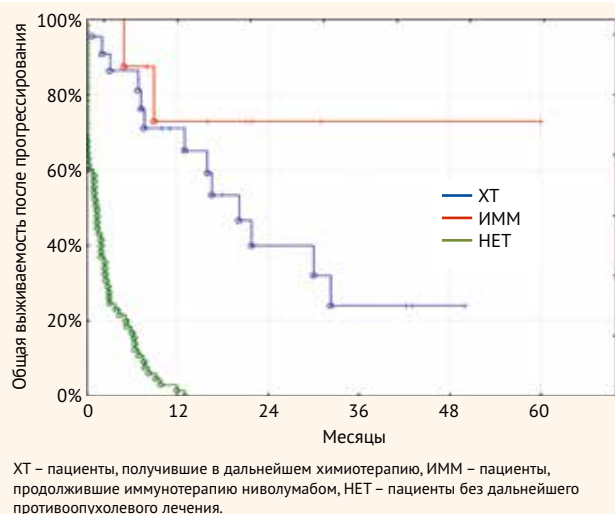 Общая выживаемость после прогрессирования
100%
80%
60%
40%
20%
0%
ХТ
ИММ
НЕТ
0 12 24 36 48 60
Месяцы
ХТ – пациенты, получившие в дальнейшем химиотерапию, ИММ – пациенты,
продолжившие иммунотерапию ниволумабом, НЕТ – пациенты без дальнейшего
противоопухолевого лечения.